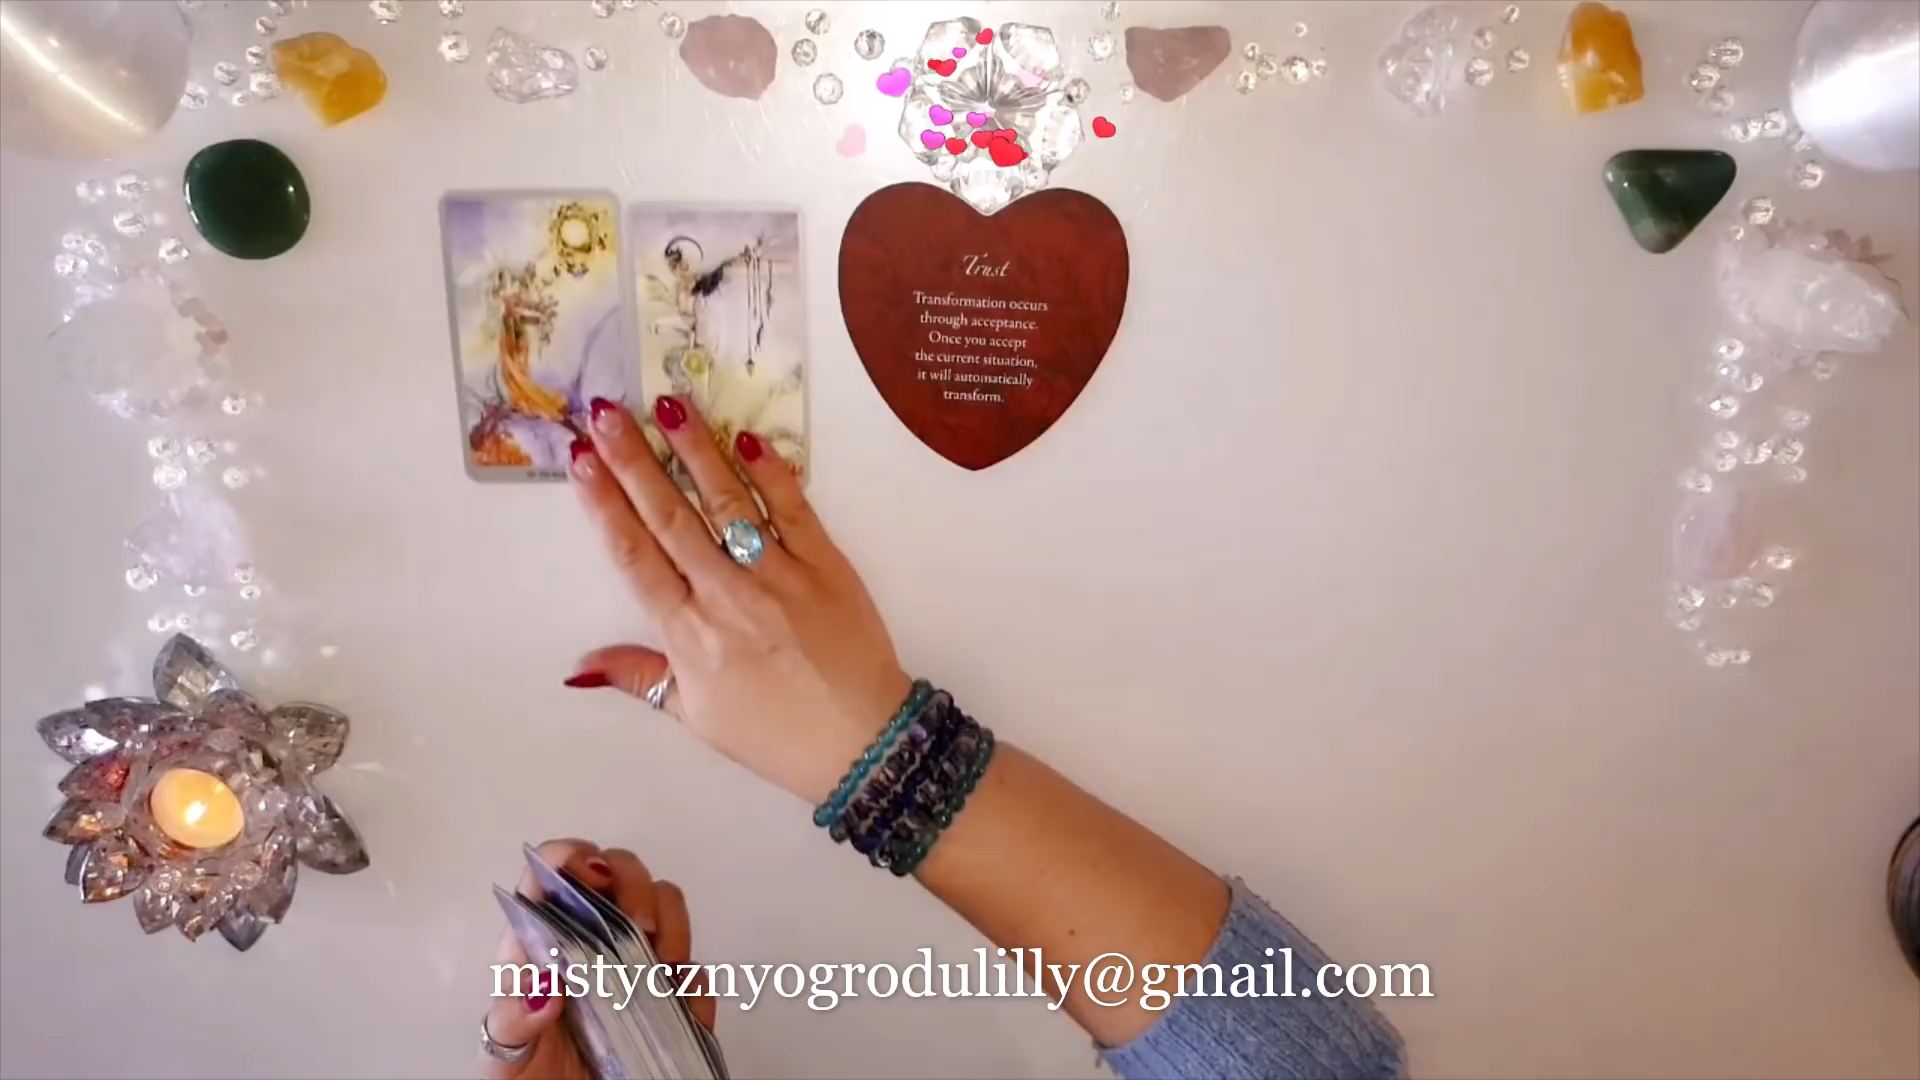 Trust
Transformation occurs
through acceptance.
Once you accept
the current situation,
it will automatically
transform.
mistycznyogrodulilly@gmail.com